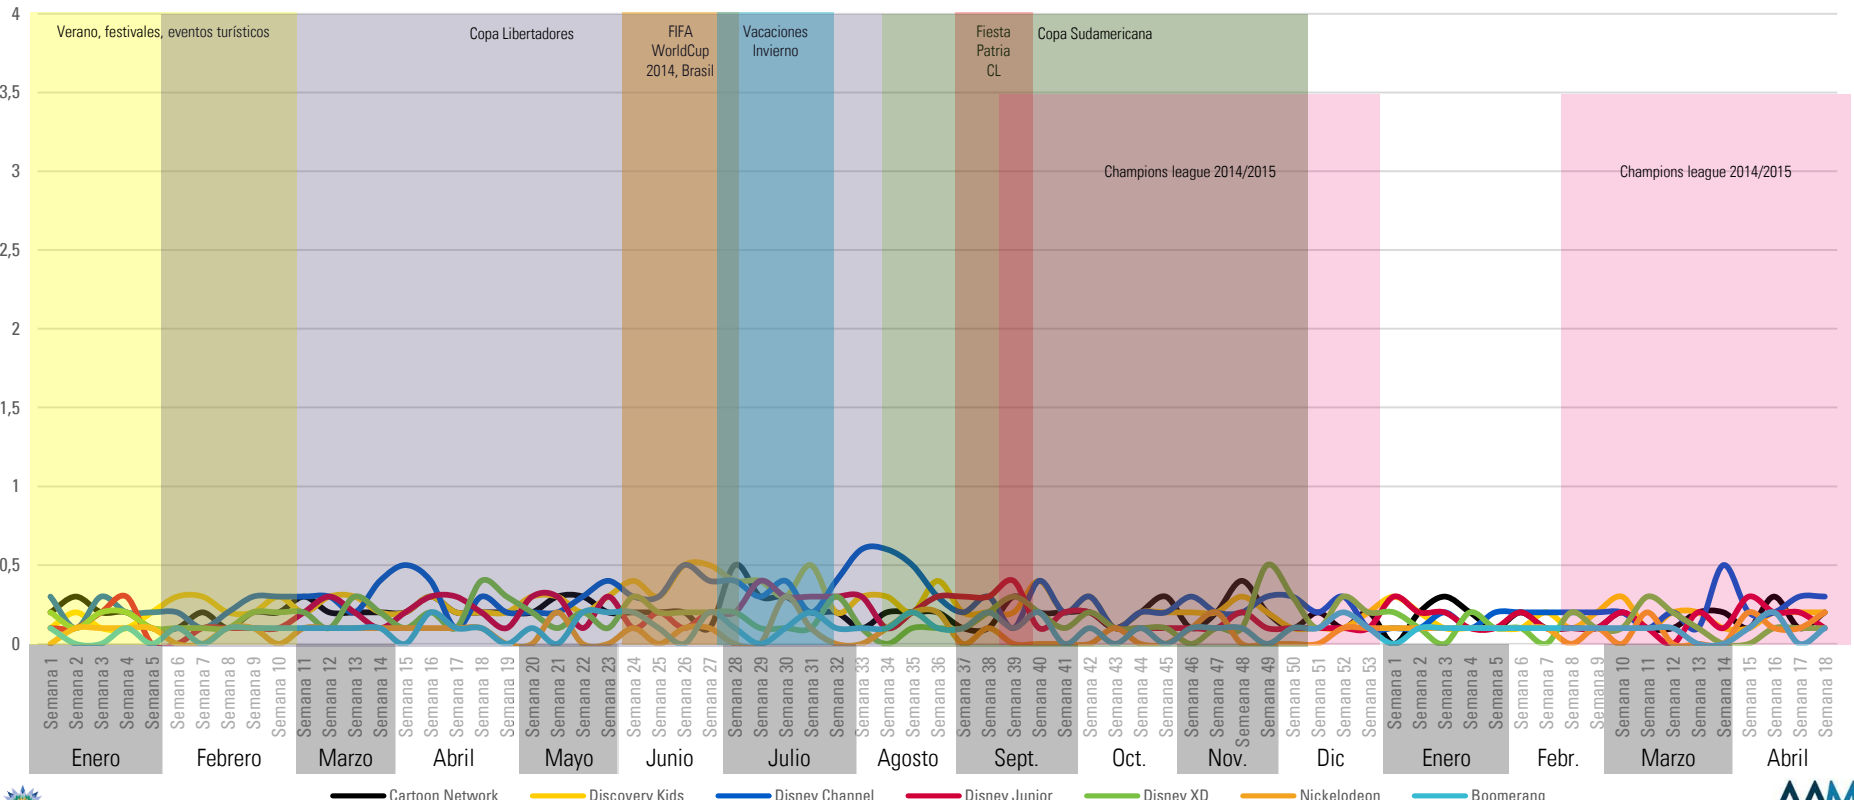 4
3,5
3
2,5
2
1,5
1
0,5
0
Verano, festivales, eventos turísticos
Copa Libertadores
FIFA
WorldCup
2014, Brasil
Vacaciones
Invierno
Fiesta
Patria
CL
Copa Sudamericana
Champions league 2014/2015
Champions league 2014/2015
Semana 1
Semana 2
Semana 3
Semana 4
Semana 5
Semana 6
Semana 7
Semana 8
Semana 9
Semana 10
Semana 11
Semana 12
Semana 13
Semana 14
Semana 15
Semana 16
Semana 17
Semana 18
Semana 19
Semana 20
Semana 21
Semana 22
Semana 23
Semana 24
Semana 25
Semana 26
Semana 27
Semana 28
Semana 29
Semana 30
Semana 31
Semana 32
Semana 33
Semana 34
Semana 35
Semana 36
Semana 37
Semana 38
Semana 39
Semana 40
Semana 41
Semana 42
Semana 43
Semana 44
Semana 45
Semana 46
Semana 47
Semeana 48
Semana 49
Semana 50
Semana 51
Semana 52
Semana 53
Semana 1
Semana 2
Semana 3
Semana 4
Semana 5
Semana 6
Semana 7
Semana 8
Semana 9
Semana 10
Semana 11
Semana 12
Semana 13
Semana 14
Semana 15
Semana 16
Semana 17
Semana 18
Enero
Febrero
Marzo
Abril
Mayo
Junio
Julio
Agosto
Sept.
Oct.
Nov.
Dic
Enero
Febr.
Marzo
Abril
Cartoon Network
Discovery Kids
Disney Channel
Disney Junior
Disney XD
Nickelodeon
Boomerang